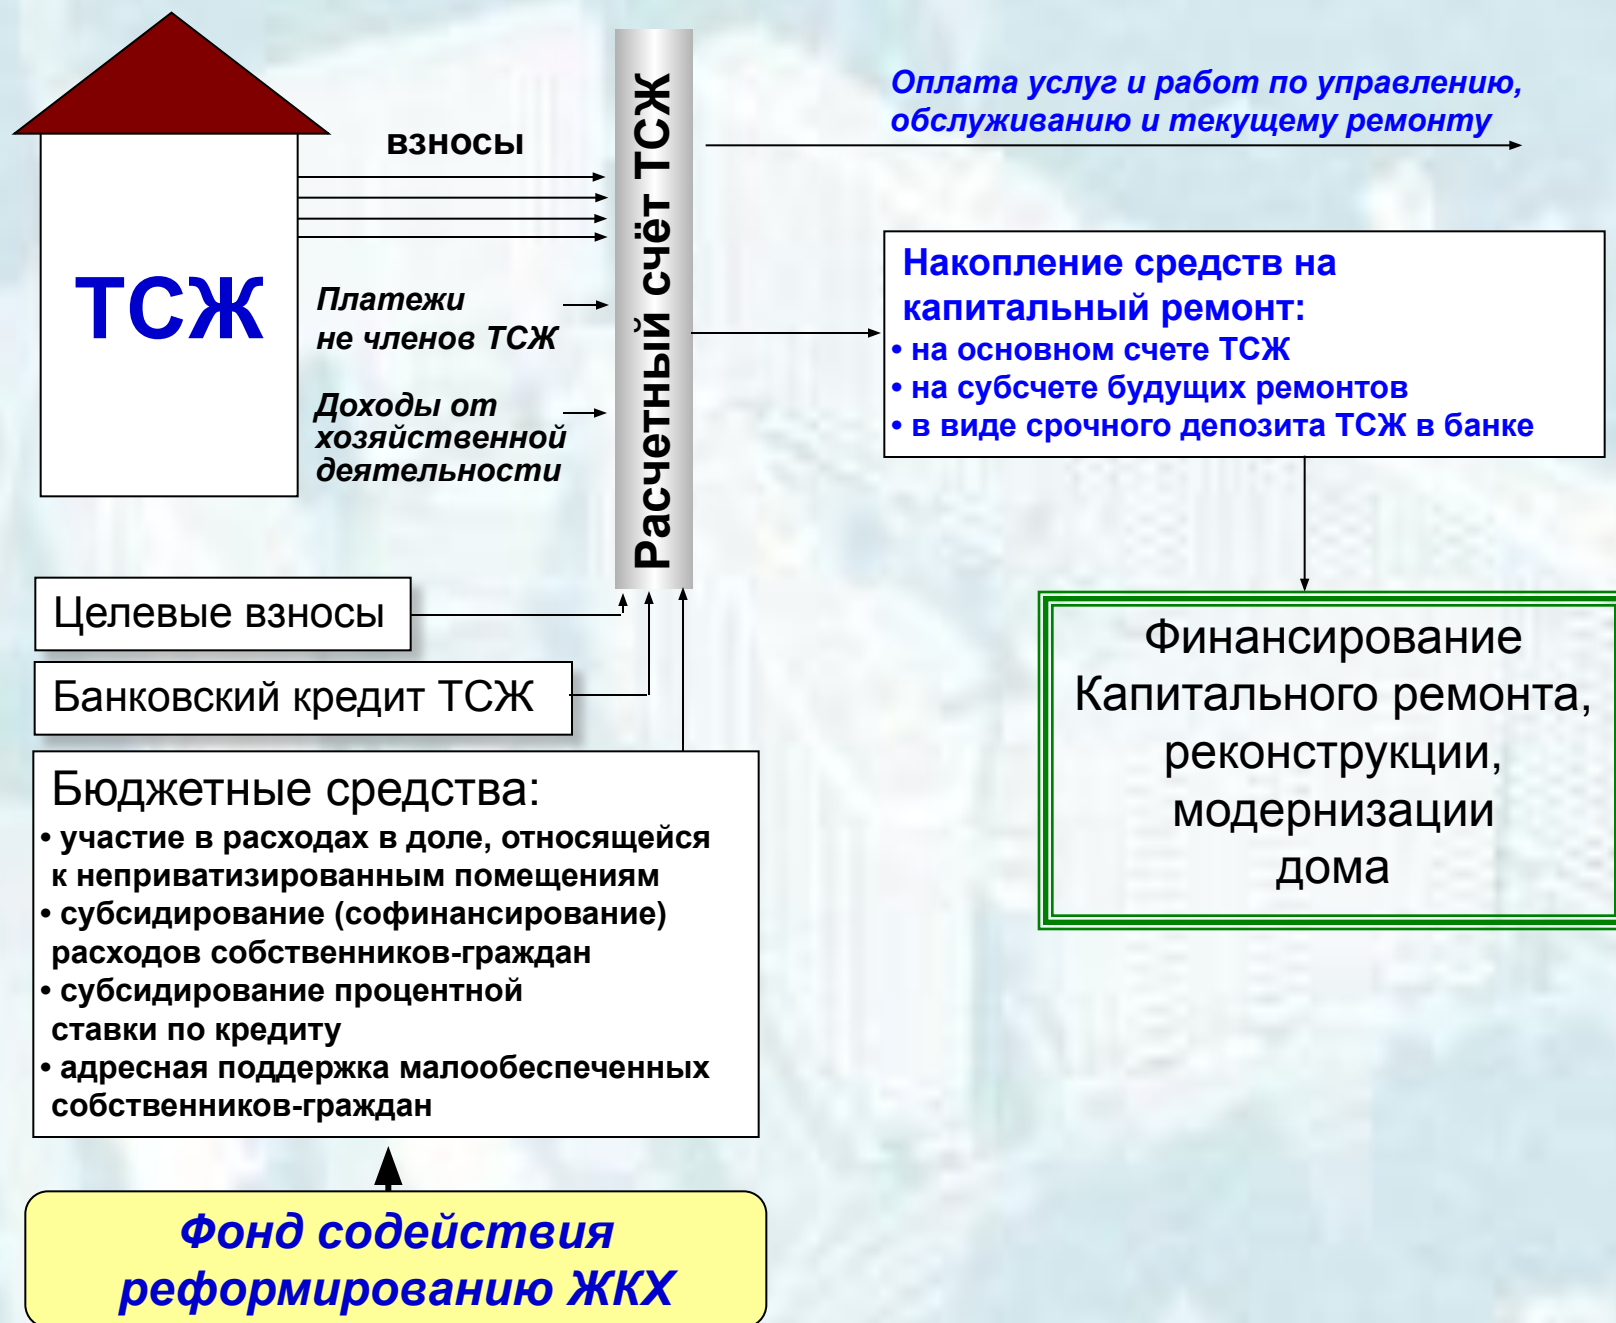 ТСЖ
взносы
Платежи
не членов ТСЖ
Доходы от
хозяйственной
деятельности
Расчетный счёт ТСЖ
Оплата услуг и работ по управлению,
обслуживанию и текущему ремонту
Накопление средств на
капитальный ремонт:
• на основном счете ТСЖ
• на субсчете будущих ремонтов
• в виде срочного депозита ТСЖ в банке
Финансирование
Капитального ремонта,
реконструкции,
модернизации
дома
Целевые взносы
Банковский кредит ТСЖ
Бюджетные средства:
• участие в расходах в доле, относящейся
к неприватизированным помещениям
• субсидирование (софинансирование)
расходов собственников-граждан
• субсидирование процентной
ставки по кредиту
• адресная поддержка малообеспеченных
собственников-граждан
Фонд содействия
реформированию ЖКХ